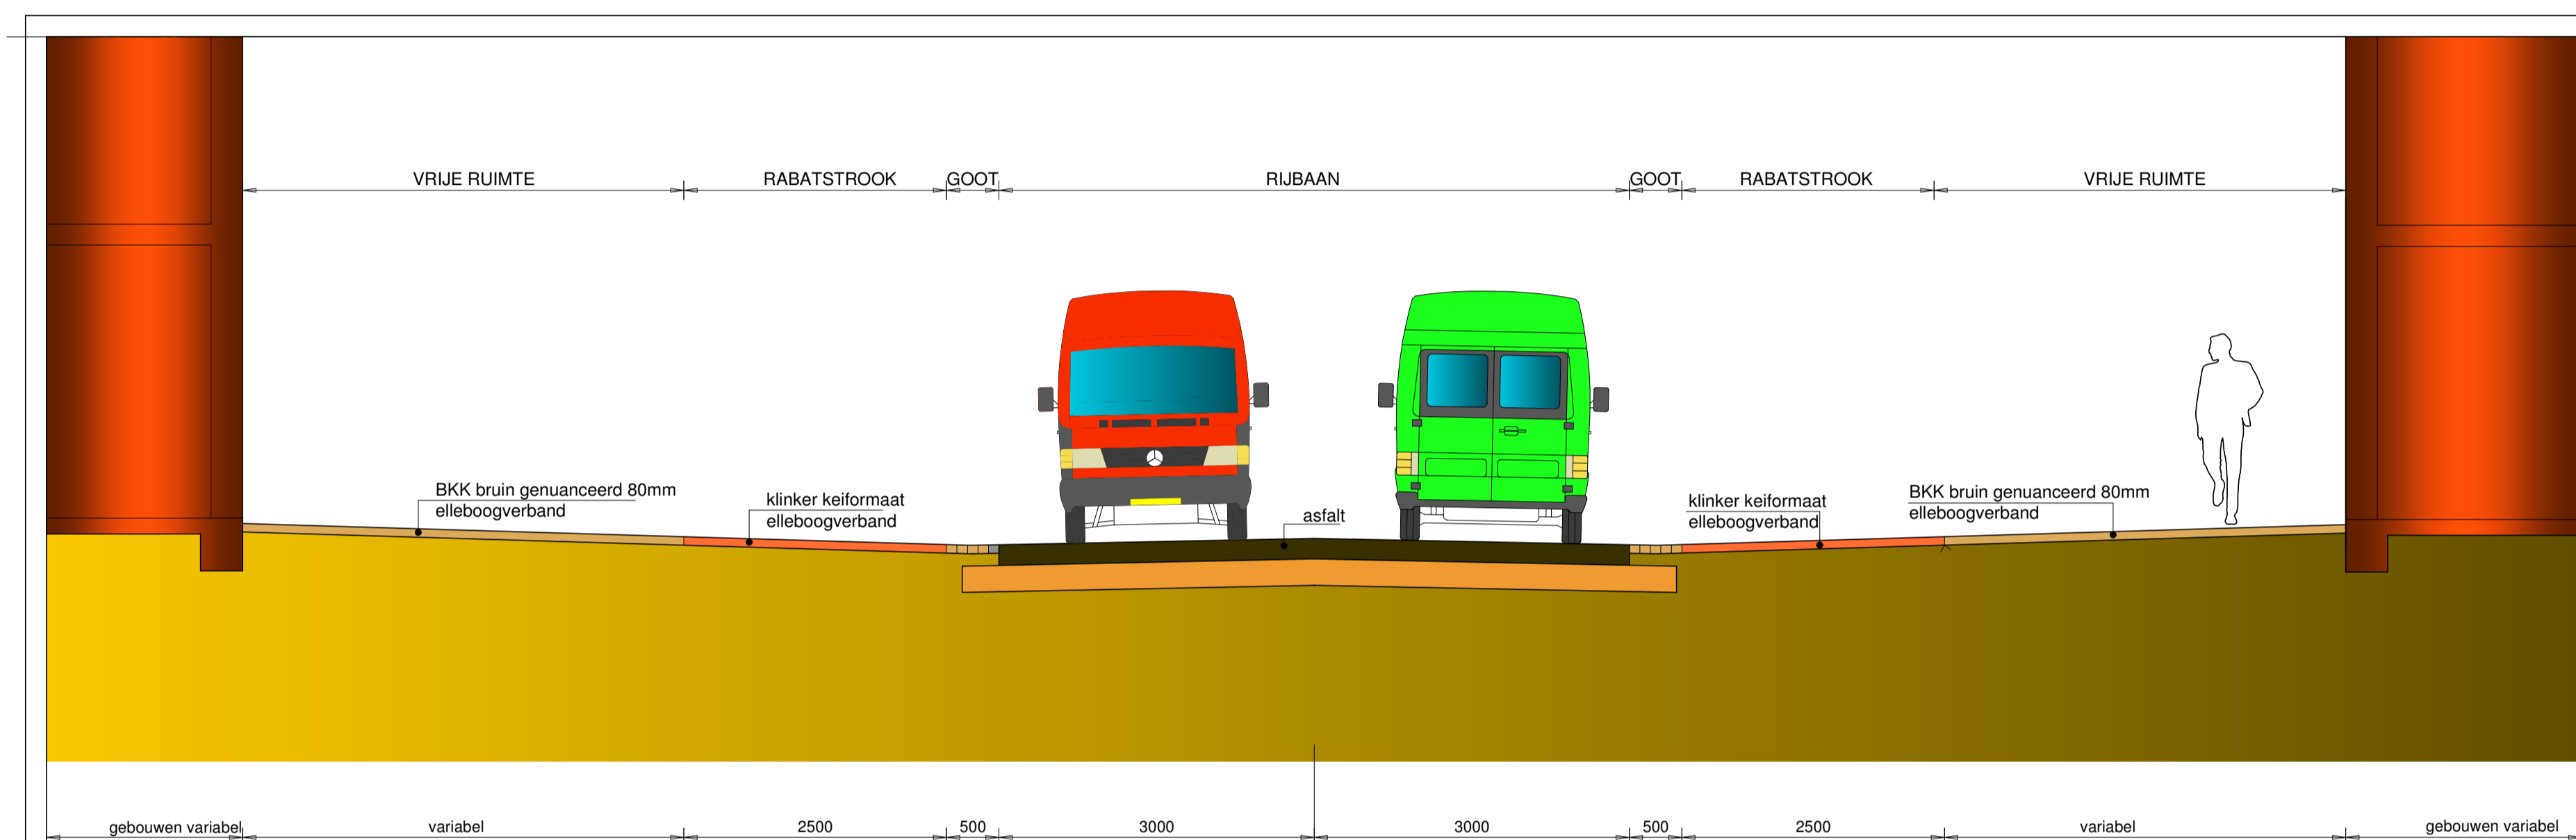 VRIJE RUIMTE
RABATSTROOK
GOOT
RIJBAAN
GOOT
RABATSTROOK
VRIJE RUIMTE
BKK bruin genuanceerd 80mm
elleboogverband
klinker keiformaat
elleboogverband
asfalt
klinker keiformaat
elleboogverband
BKK bruin genuanceerd 80mm
elleboogverband
gebouwen variabel
variabel
2500
500
3000
3000
500
2500
variabel
gebouwen variabel